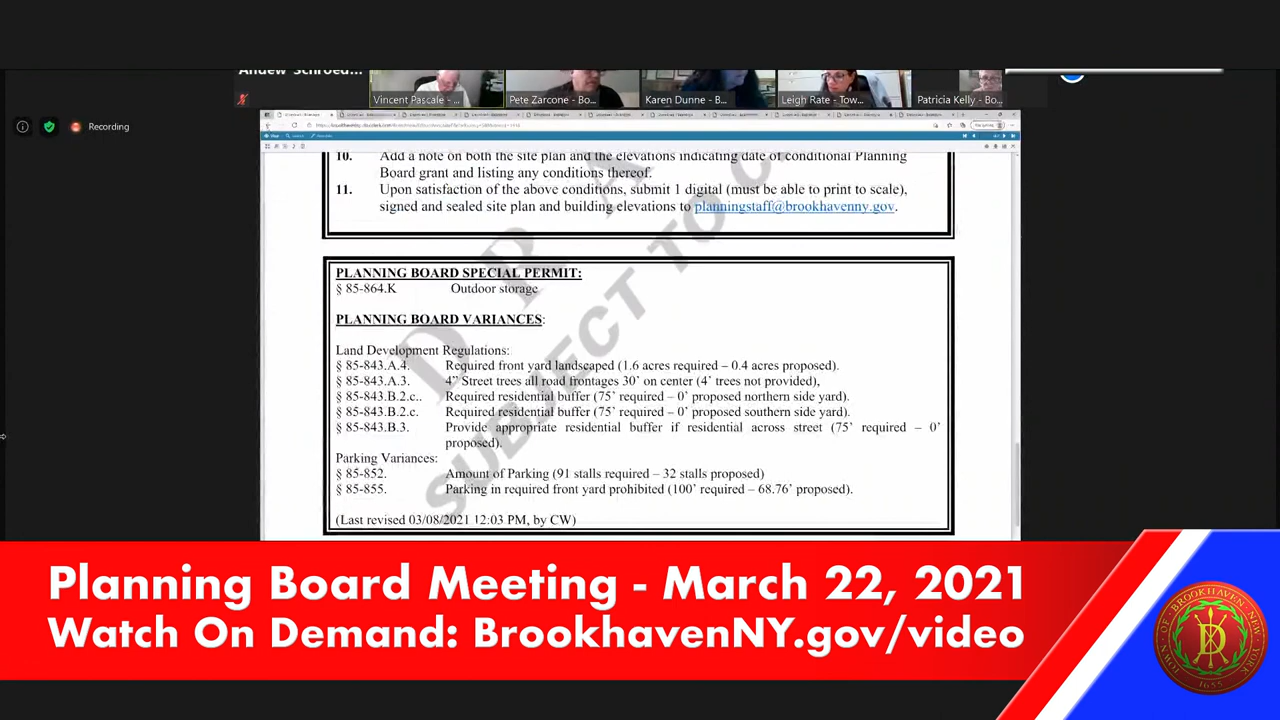 Andew Schroed...
Vincent Pascale - ...
Pete Zarcone - Bo...
Karen Dunne - B...
Leigh Rate - Tow...
Patricia Kelly - Bo...
Recording
10. Add a note on both the site plan and the elevations indicating date of conditional Planning
Board grant and listing any conditions thereof.
11. Upon satisfaction of the above conditions, submit 1 digital (must be able to print to scale),
signed and sealed site plan and building elevations to planningstaff@brookhavenny.gov.
PLANNING BOARD SPECIAL PERMIT:
§ 85-864.K Outdoor storage
PLANNING BOARD VARIANCES:
Land Development Regulations:
§ 85-843.A.4. Required front yard landscaped (1.6 acres required – 0.4 acres proposed).
§ 85-843.A.3. 4” Street trees all road frontages 30’ on center (4’ trees not provided),
§ 85-843.B.2.c.. Required residential buffer (75’ required – 0’ proposed northern side yard).
§ 85-843.B.2.c. Required residential buffer (75’ required – 0’ proposed southern side yard).
§ 85-843.B.3. Provide appropriate residential buffer if residential across street (75’ required – 0’
proposed).
Parking Variances:
§ 85-852. Amount of Parking (91 stalls required – 32 stalls proposed)
§ 85-855. Parking in required front yard prohibited (100’ required – 68.76’ proposed).
(Last revised 03/08/2021 12:03 PM, by CW)
DRA
SUBJECT TO C
Planning Board Meeting - March 22, 2021
Watch On Demand: BrookhavenNY.gov/video
TOWN OF BROOKHAVEN NEW YORK
1655